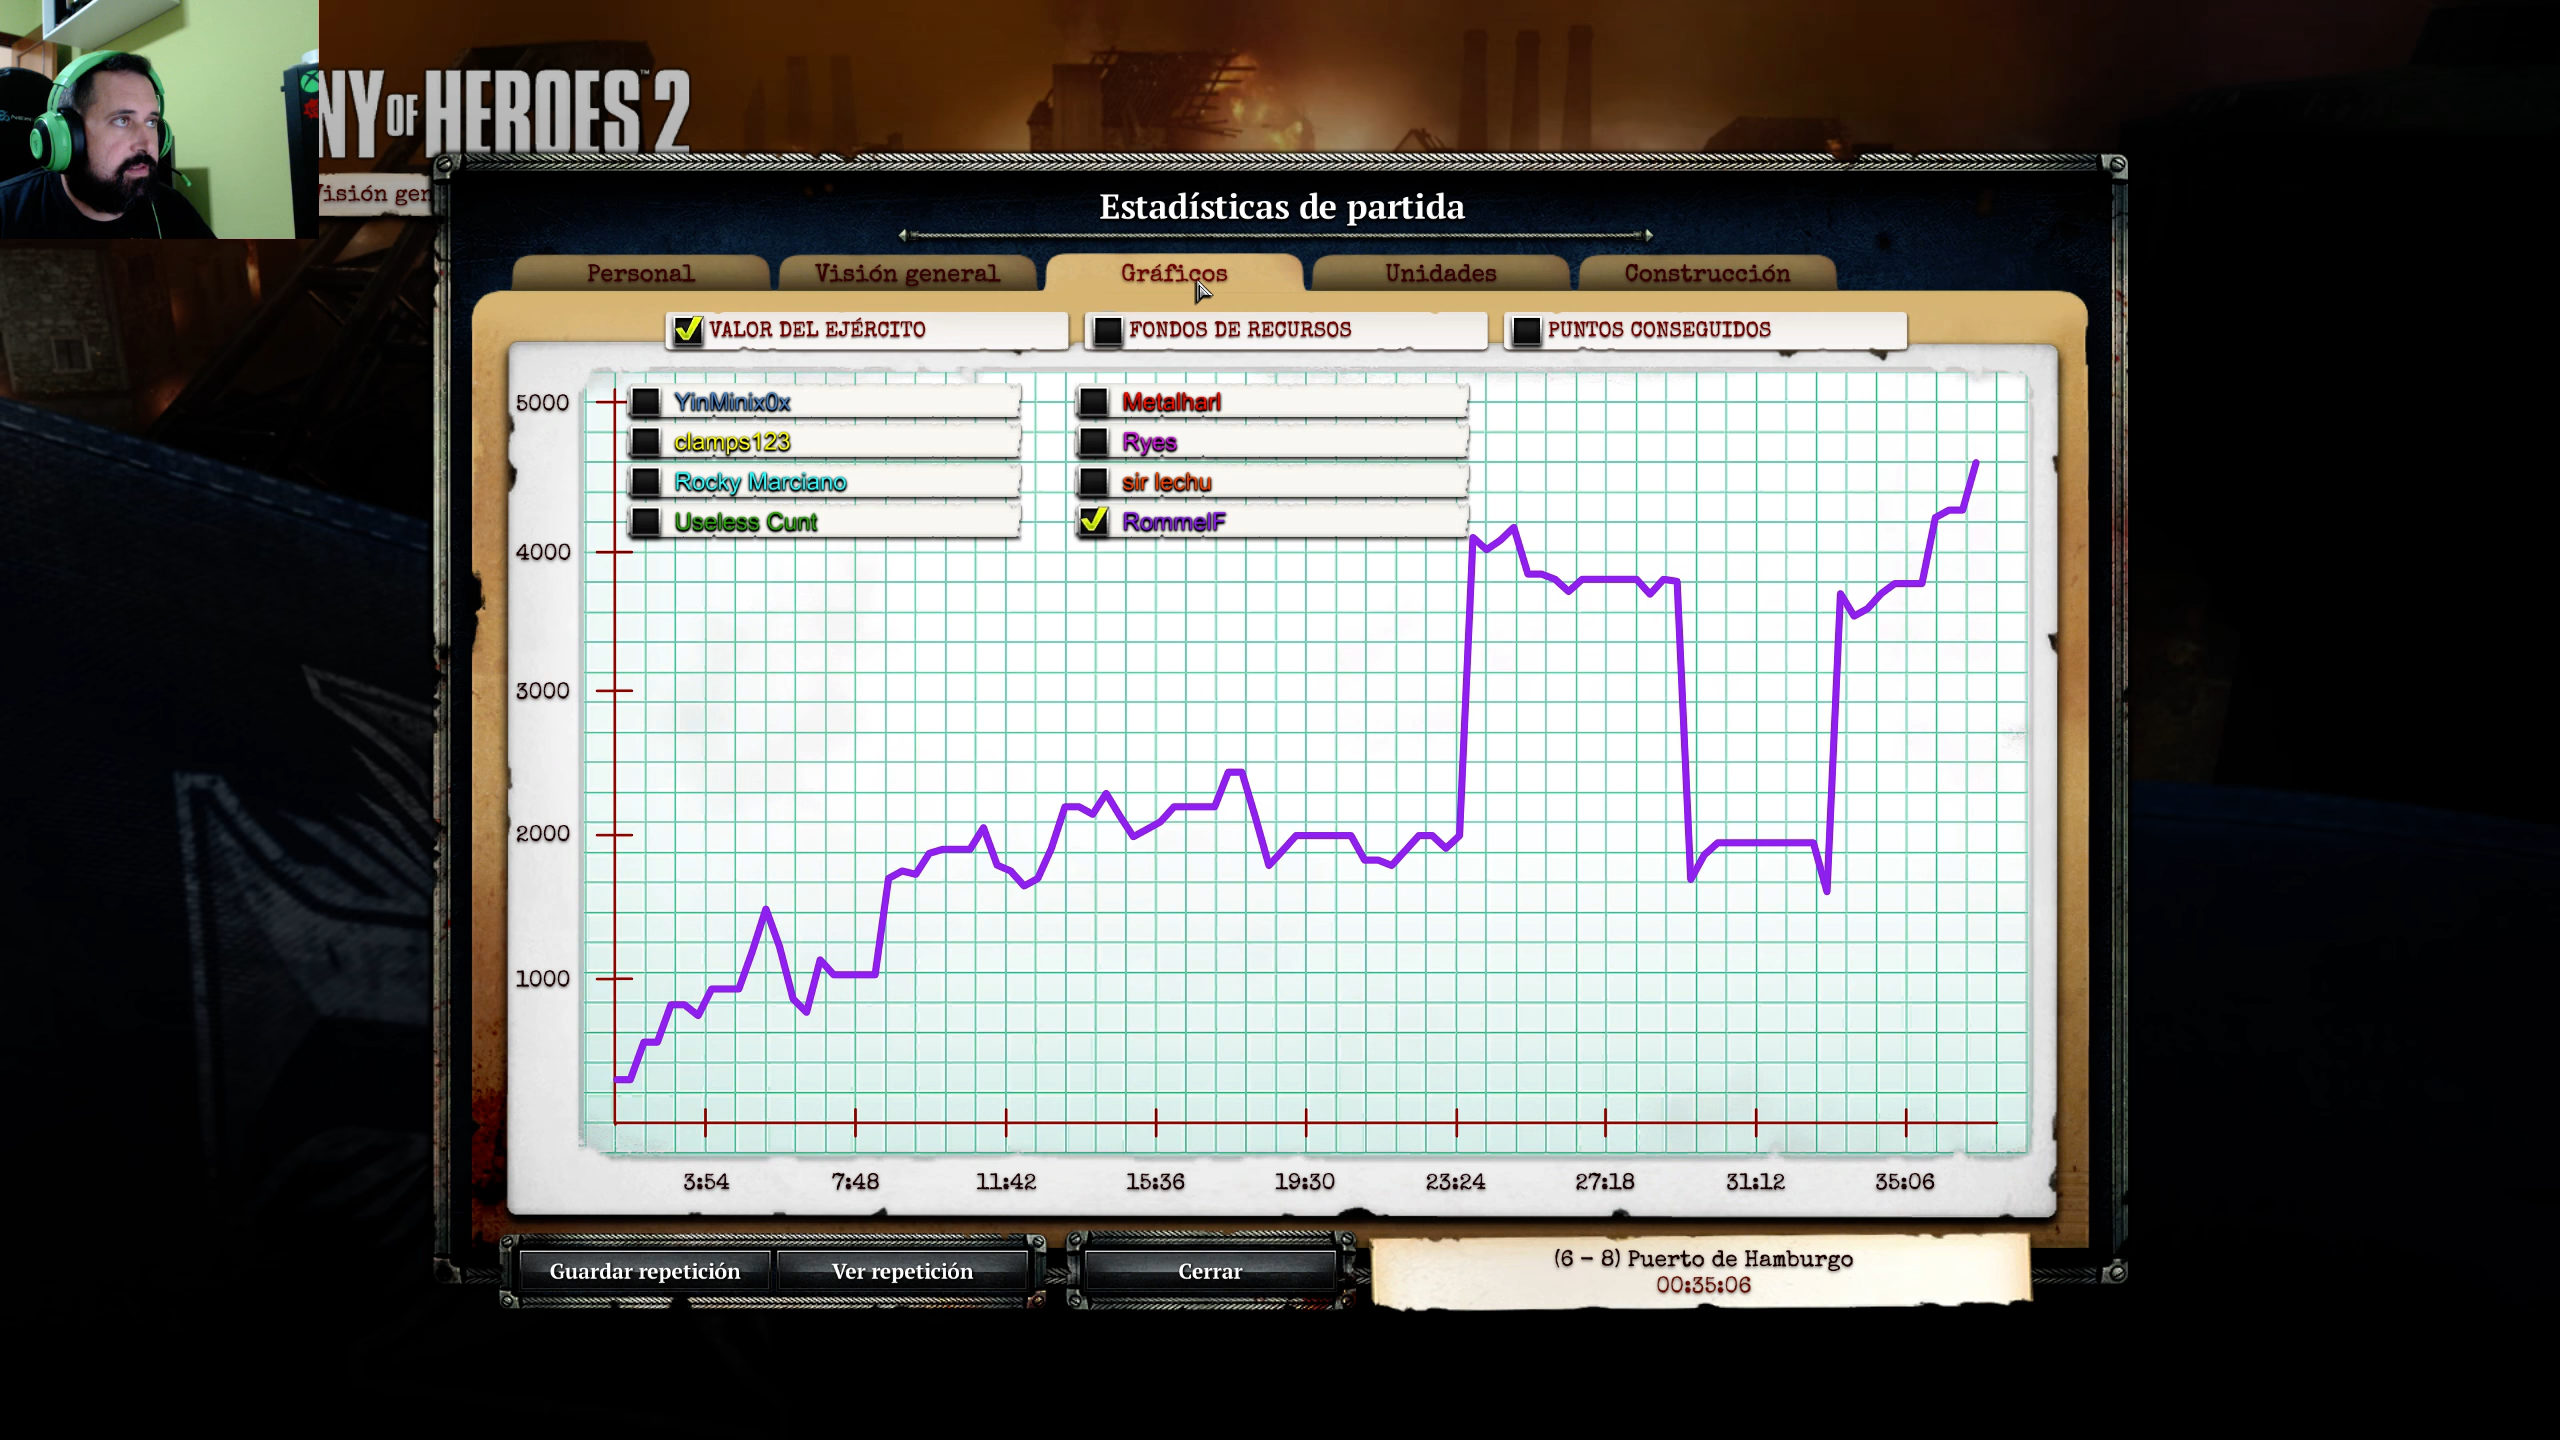 NY OF HEROES 2™
Visión gen
Estadísticas de partida
Personal
Visión general
Gráficos
Unidades
Construcción
VALOR DEL EJÉRCITO
FONDOS DE RECURSOS
PUNTOS CONSEGUIDOS
YinMinix0x
clamps123
Rocky Marciano
Useless Cunt
Metalharl
Ryes
sir lechu
RommelF
5000
4000
3000
2000
1000
3:54
7:48
11:42
15:36
19:30
23:24
27:18
31:12
35:06
Guardar repetición
Ver repetición
Cerrar
(6 - 8) Puerto de Hamburgo
00:35:06